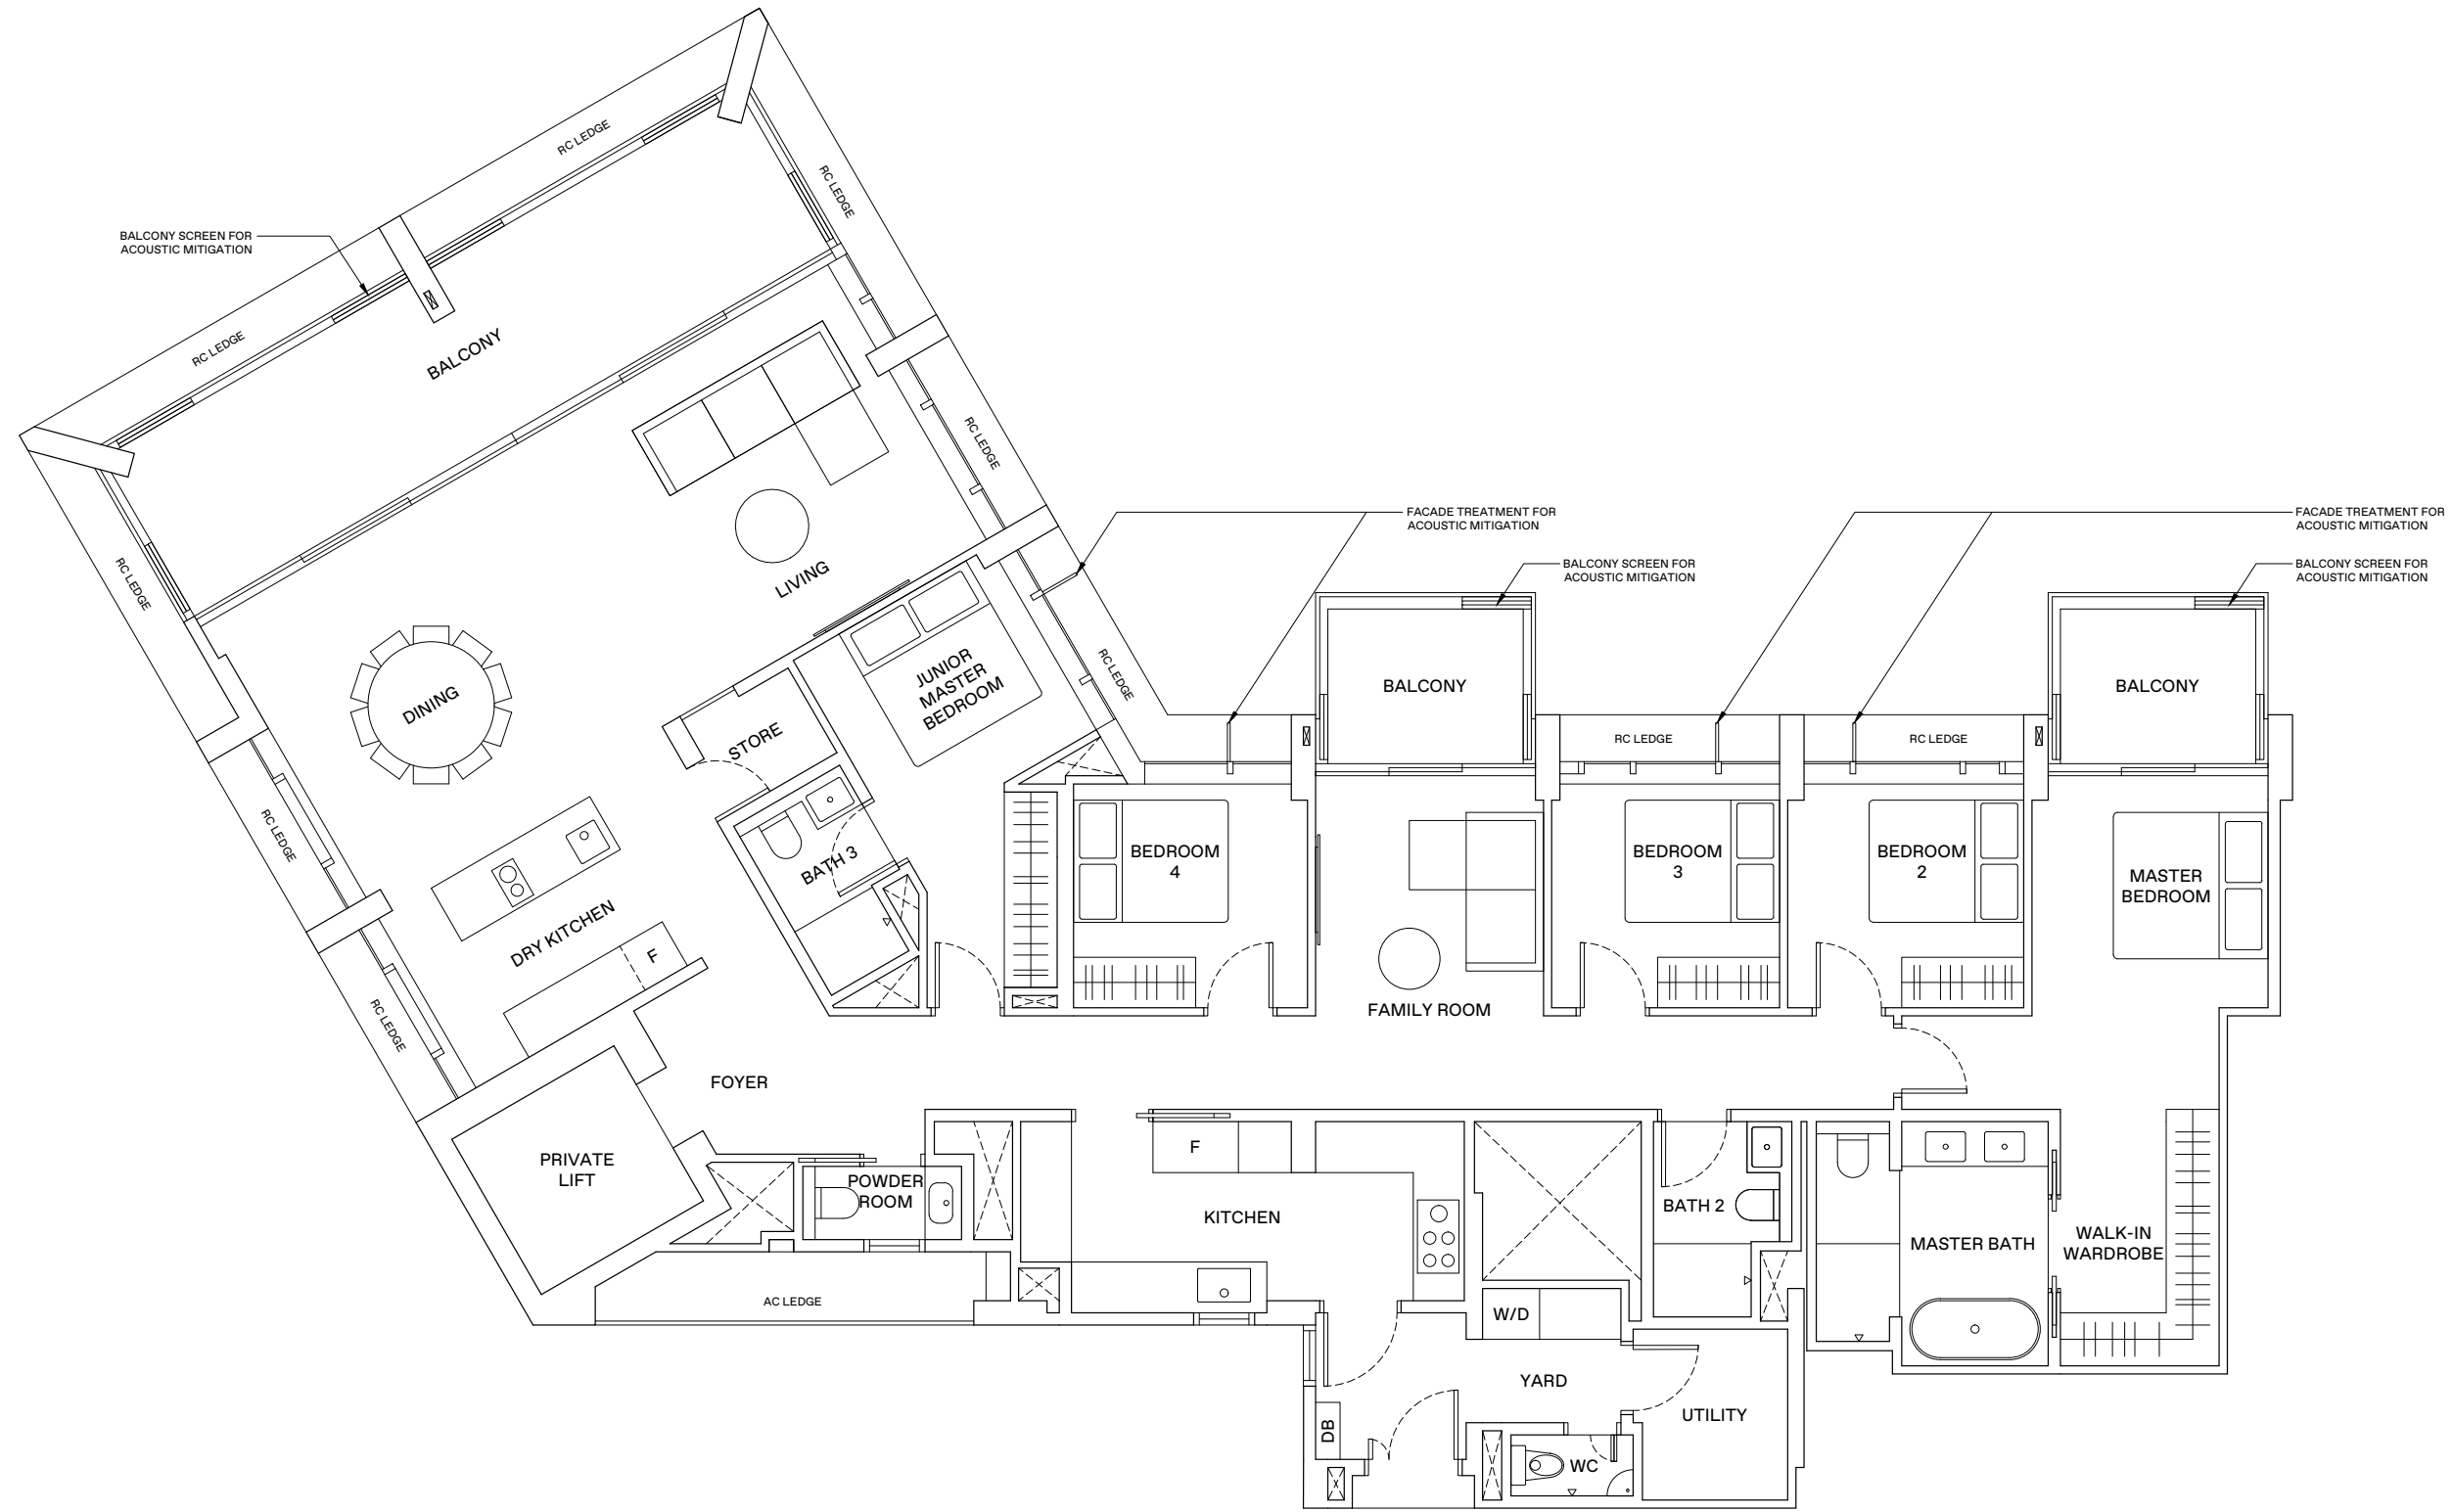 RC LEDGE
RC LEDGE
BALCONY SCREEN FOR
ACOUSTIC MITIGATION
RC LEDGE
BALCONY
RC LEDGE
RC LEDGE
FACADE TREATMENT FOR
ACOUSTIC MITIGATION
FACADE TREATMENT FOR
ACOUSTIC MITIGATION
BALCONY SCREEN FOR
ACOUSTIC MITIGATION
BALCONY SCREEN FOR
ACOUSTIC MITIGATION
RC LEDGE
LIVING
DINING
JUNIOR
MASTER
BEDROOM
RC LEDGE
BALCONY
BALCONY
STORE
RC LEDGE
RC LEDGE
RC LEDGE
BATH 3
BEDROOM
4
BEDROOM
3
BEDROOM
2
MASTER
BEDROOM
DRY KITCHEN
F
RC LEDGE
FAMILY ROOM
FOYER
PRIVATE
LIFT
POWDER
ROOM
F
KITCHEN
BATH 2
MASTER BATH
WALK-IN
WARDROBE
AC LEDGE
W/D
YARD
UTILITY
DB
WC